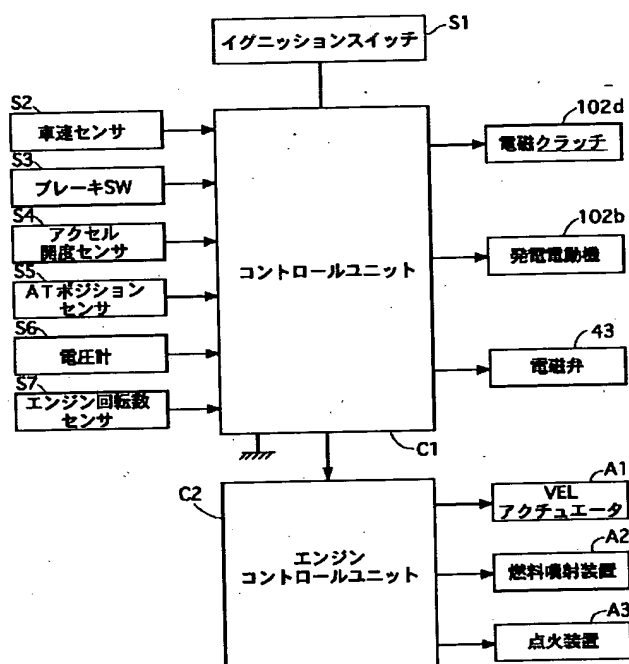 S1
イグニッションスイッチ
S2
車速センサ
S3
ブレーキSW
S4
アクセル
開度センサ
S5
ATポジション
センサ
S6
電圧計
S7
エンジン回転数
センサ
コントロールユニット
C1
102d
電磁クラッチ
102b
発電電動機
43
電磁弁
C2
エンジン
コントロールユニット
A1
VEL
アクチュエータ
A2
燃料噴射装置
A3
点火装置